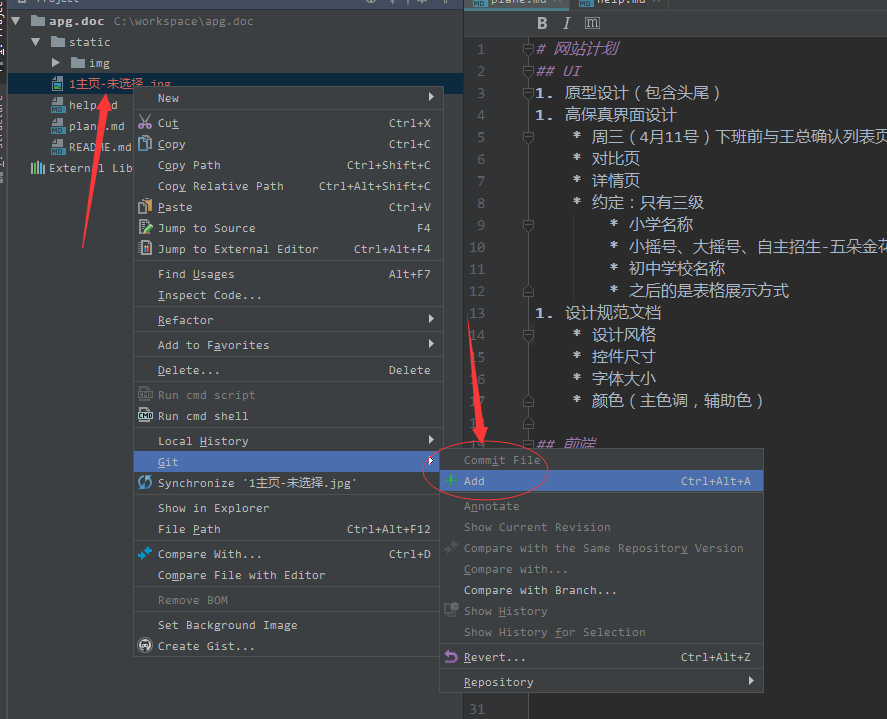 Project
plane.md
help.md
apg.doc C:\workspace\apg.doc
static
img
1主页-未选择.jpg
help.md
plane.md
README.md
External Lib
New
Cut Ctrl+X
Copy Ctrl+C
Copy Path Ctrl+Shift+C
Copy Relative Path Ctrl+Alt+Shift+C
Paste Ctrl+V
Jump to Source F4
Jump to External Editor Ctrl+Alt+F4
Find Usages Alt+F7
Inspect Code...
Refactor
Add to Favorites
Delete... Delete
Run cmd script
Run cmd shell
Local History
Git
Synchronize '1主页-未选择.jpg'
Show in Explorer
File Path Ctrl+Alt+F12
Compare With... Ctrl+D
Compare File with Editor
Remove BOM
Set Background Image
Create Gist...
B I m
1 # 网站计划
2 ## UI
3 1. 原型设计（包含头尾）
4 1. 高保真界面设计
5 * 周三（4月11号）下班前与王总确认列表页
6 * 对比页
7 * 详情页
8 * 约定：只有三级
9 * 小学名称
10 * 小摇号、大摇号、自主招生-五朵金花
11 * 初中学校名称
12 * 之后的是表格展示方式
13 1. 设计规范文档
14 * 设计风格
15 * 控件尺寸
16 * 字体大小
17 * 颜色（主色调，辅助色）
18
19 ## 前端
Commit File
Add Ctrl+Alt+A
Annotate
Show Current Revision
Compare with the Same Repository Version
Compare with...
Compare with Branch...
Show History
Show History for Selection
Revert... Ctrl+Alt+Z
Repository
31